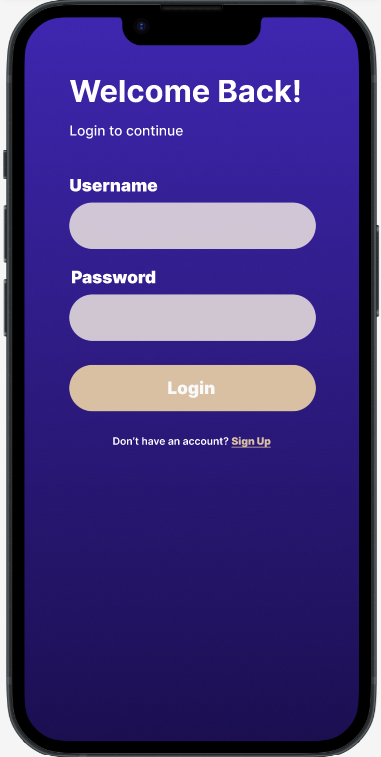 Welcome Back!
Login to continue
Username
Password
Login
Don't have an account? Sign Up